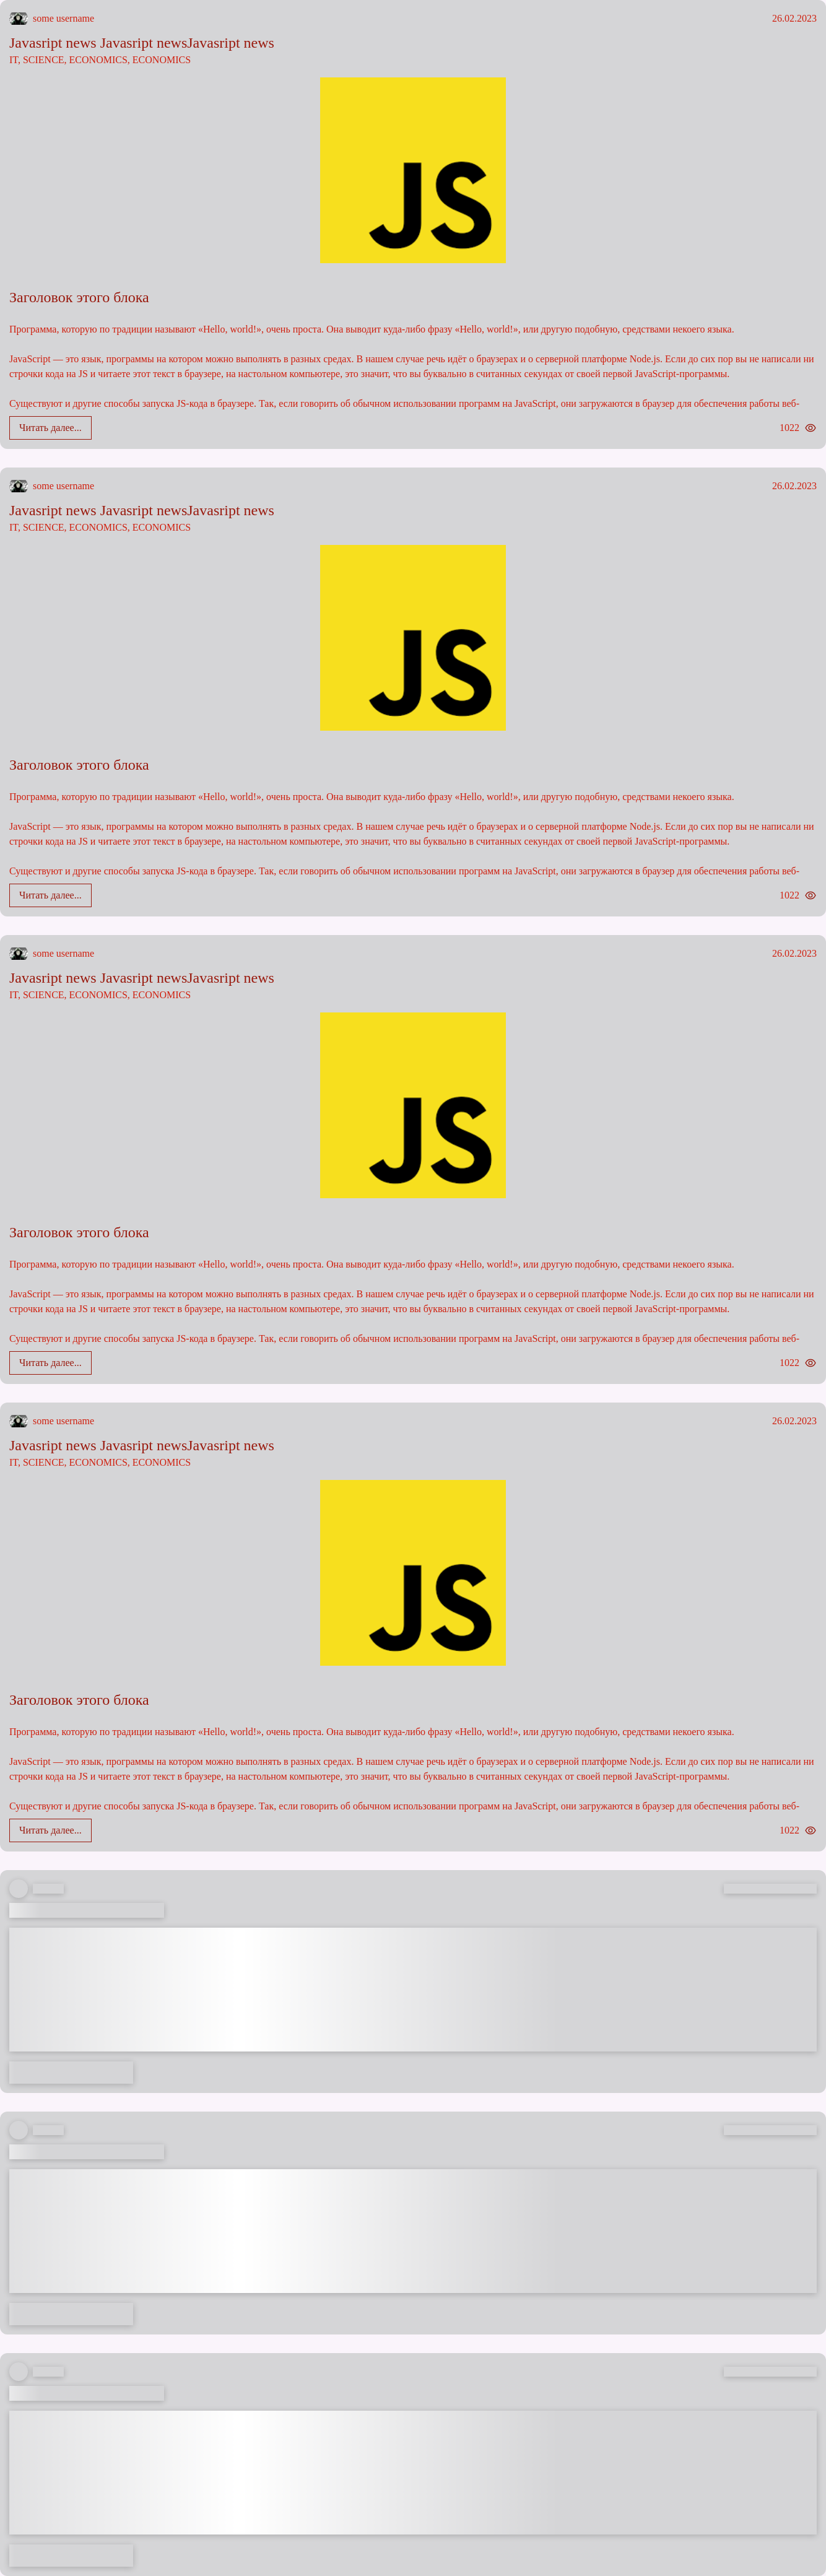 some username
26.02.2023
Javasript news Javasript newsJavasript news
IT, SCIENCE, ECONOMICS, ECONOMICS
JS
Заголовок этого блока
Программа, которую по традиции называют «Hello, world!», очень проста. Она выводит куда-либо фразу «Hello, world!», или другую подобную, средствами некоего языка.
JavaScript — это язык, программы на котором можно выполнять в разных средах. В нашем случае речь идёт о браузерах и о серверной платформе Node.js. Если до сих пор вы не написали ни
строчки кода на JS и читаете этот текст в браузере, на настольном компьютере, это значит, что вы буквально в считанных секундах от своей первой JavaScript-программы.
Существуют и другие способы запуска JS-кода в браузере. Так, если говорить об обычном использовании программ на JavaScript, они загружаются в браузер для обеспечения работы веб-
Читать далее...
1022
some username
26.02.2023
Javasript news Javasript newsJavasript news
IT, SCIENCE, ECONOMICS, ECONOMICS
JS
Заголовок этого блока
Программа, которую по традиции называют «Hello, world!», очень проста. Она выводит куда-либо фразу «Hello, world!», или другую подобную, средствами некоего языка.
JavaScript — это язык, программы на котором можно выполнять в разных средах. В нашем случае речь идёт о браузерах и о серверной платформе Node.js. Если до сих пор вы не написали ни
строчки кода на JS и читаете этот текст в браузере, на настольном компьютере, это значит, что вы буквально в считанных секундах от своей первой JavaScript-программы.
Существуют и другие способы запуска JS-кода в браузере. Так, если говорить об обычном использовании программ на JavaScript, они загружаются в браузер для обеспечения работы веб-
Читать далее...
1022
some username
26.02.2023
Javasript news Javasript newsJavasript news
IT, SCIENCE, ECONOMICS, ECONOMICS
JS
Заголовок этого блока
Программа, которую по традиции называют «Hello, world!», очень проста. Она выводит куда-либо фразу «Hello, world!», или другую подобную, средствами некоего языка.
JavaScript — это язык, программы на котором можно выполнять в разных средах. В нашем случае речь идёт о браузерах и о серверной платформе Node.js. Если до сих пор вы не написали ни
строчки кода на JS и читаете этот текст в браузере, на настольном компьютере, это значит, что вы буквально в считанных секундах от своей первой JavaScript-программы.
Существуют и другие способы запуска JS-кода в браузере. Так, если говорить об обычном использовании программ на JavaScript, они загружаются в браузер для обеспечения работы веб-
Читать далее...
1022
some username
26.02.2023
Javasript news Javasript newsJavasript news
IT, SCIENCE, ECONOMICS, ECONOMICS
JS
Заголовок этого блока
Программа, которую по традиции называют «Hello, world!», очень проста. Она выводит куда-либо фразу «Hello, world!», или другую подобную, средствами некоего языка.
JavaScript — это язык, программы на котором можно выполнять в разных средах. В нашем случае речь идёт о браузерах и о серверной платформе Node.js. Если до сих пор вы не написали ни
строчки кода на JS и читаете этот текст в браузере, на настольном компьютере, это значит, что вы буквально в считанных секундах от своей первой JavaScript-программы.
Существуют и другие способы запуска JS-кода в браузере. Так, если говорить об обычном использовании программ на JavaScript, они загружаются в браузер для обеспечения работы веб-
Читать далее...
1022